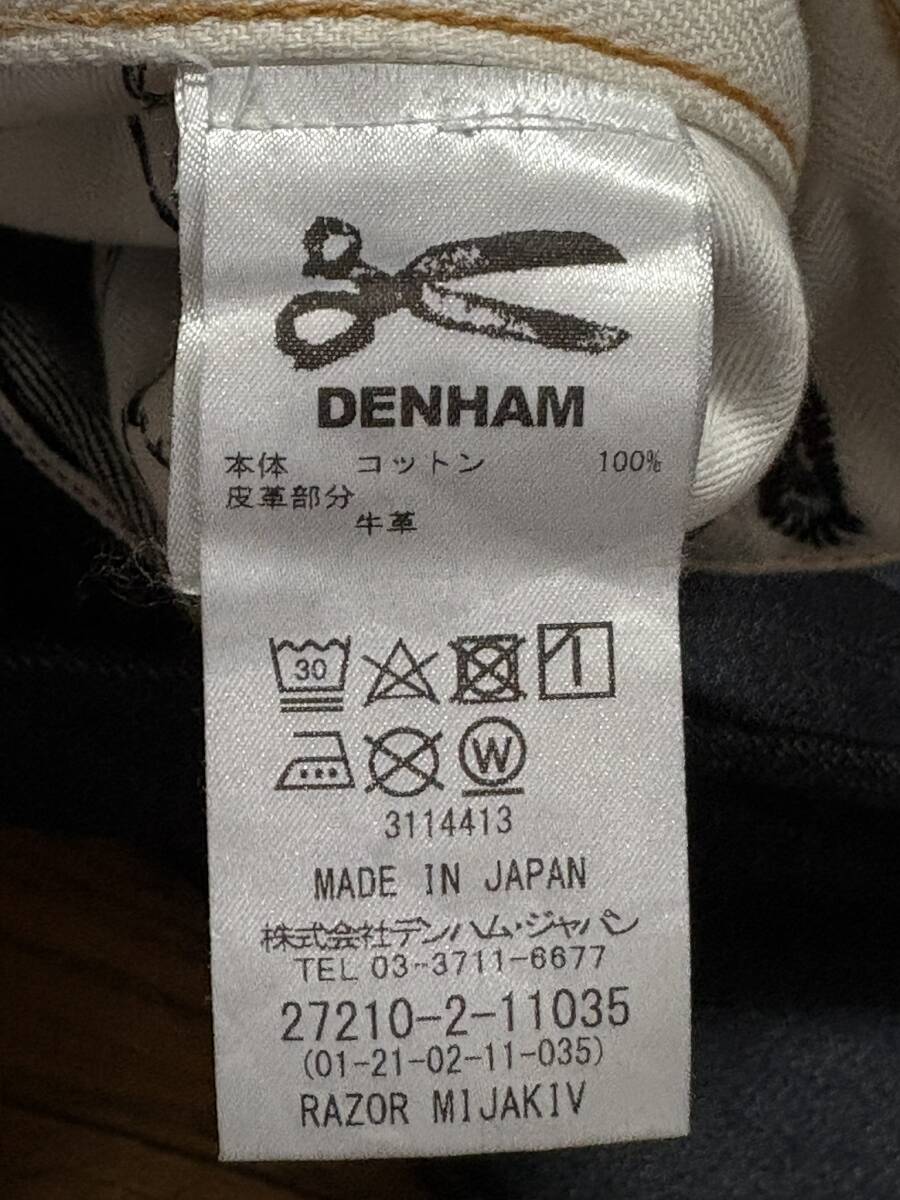 DENHAM
本体 コットン 100%
皮革部分
牛革
30
W
3114413
MADE IN JAPAN
株式会社デンハム・ジャパン
TEL 03-3711-6677
27210-2-11035
(01-21-02-11-035)
RAZOR MIJAKIV